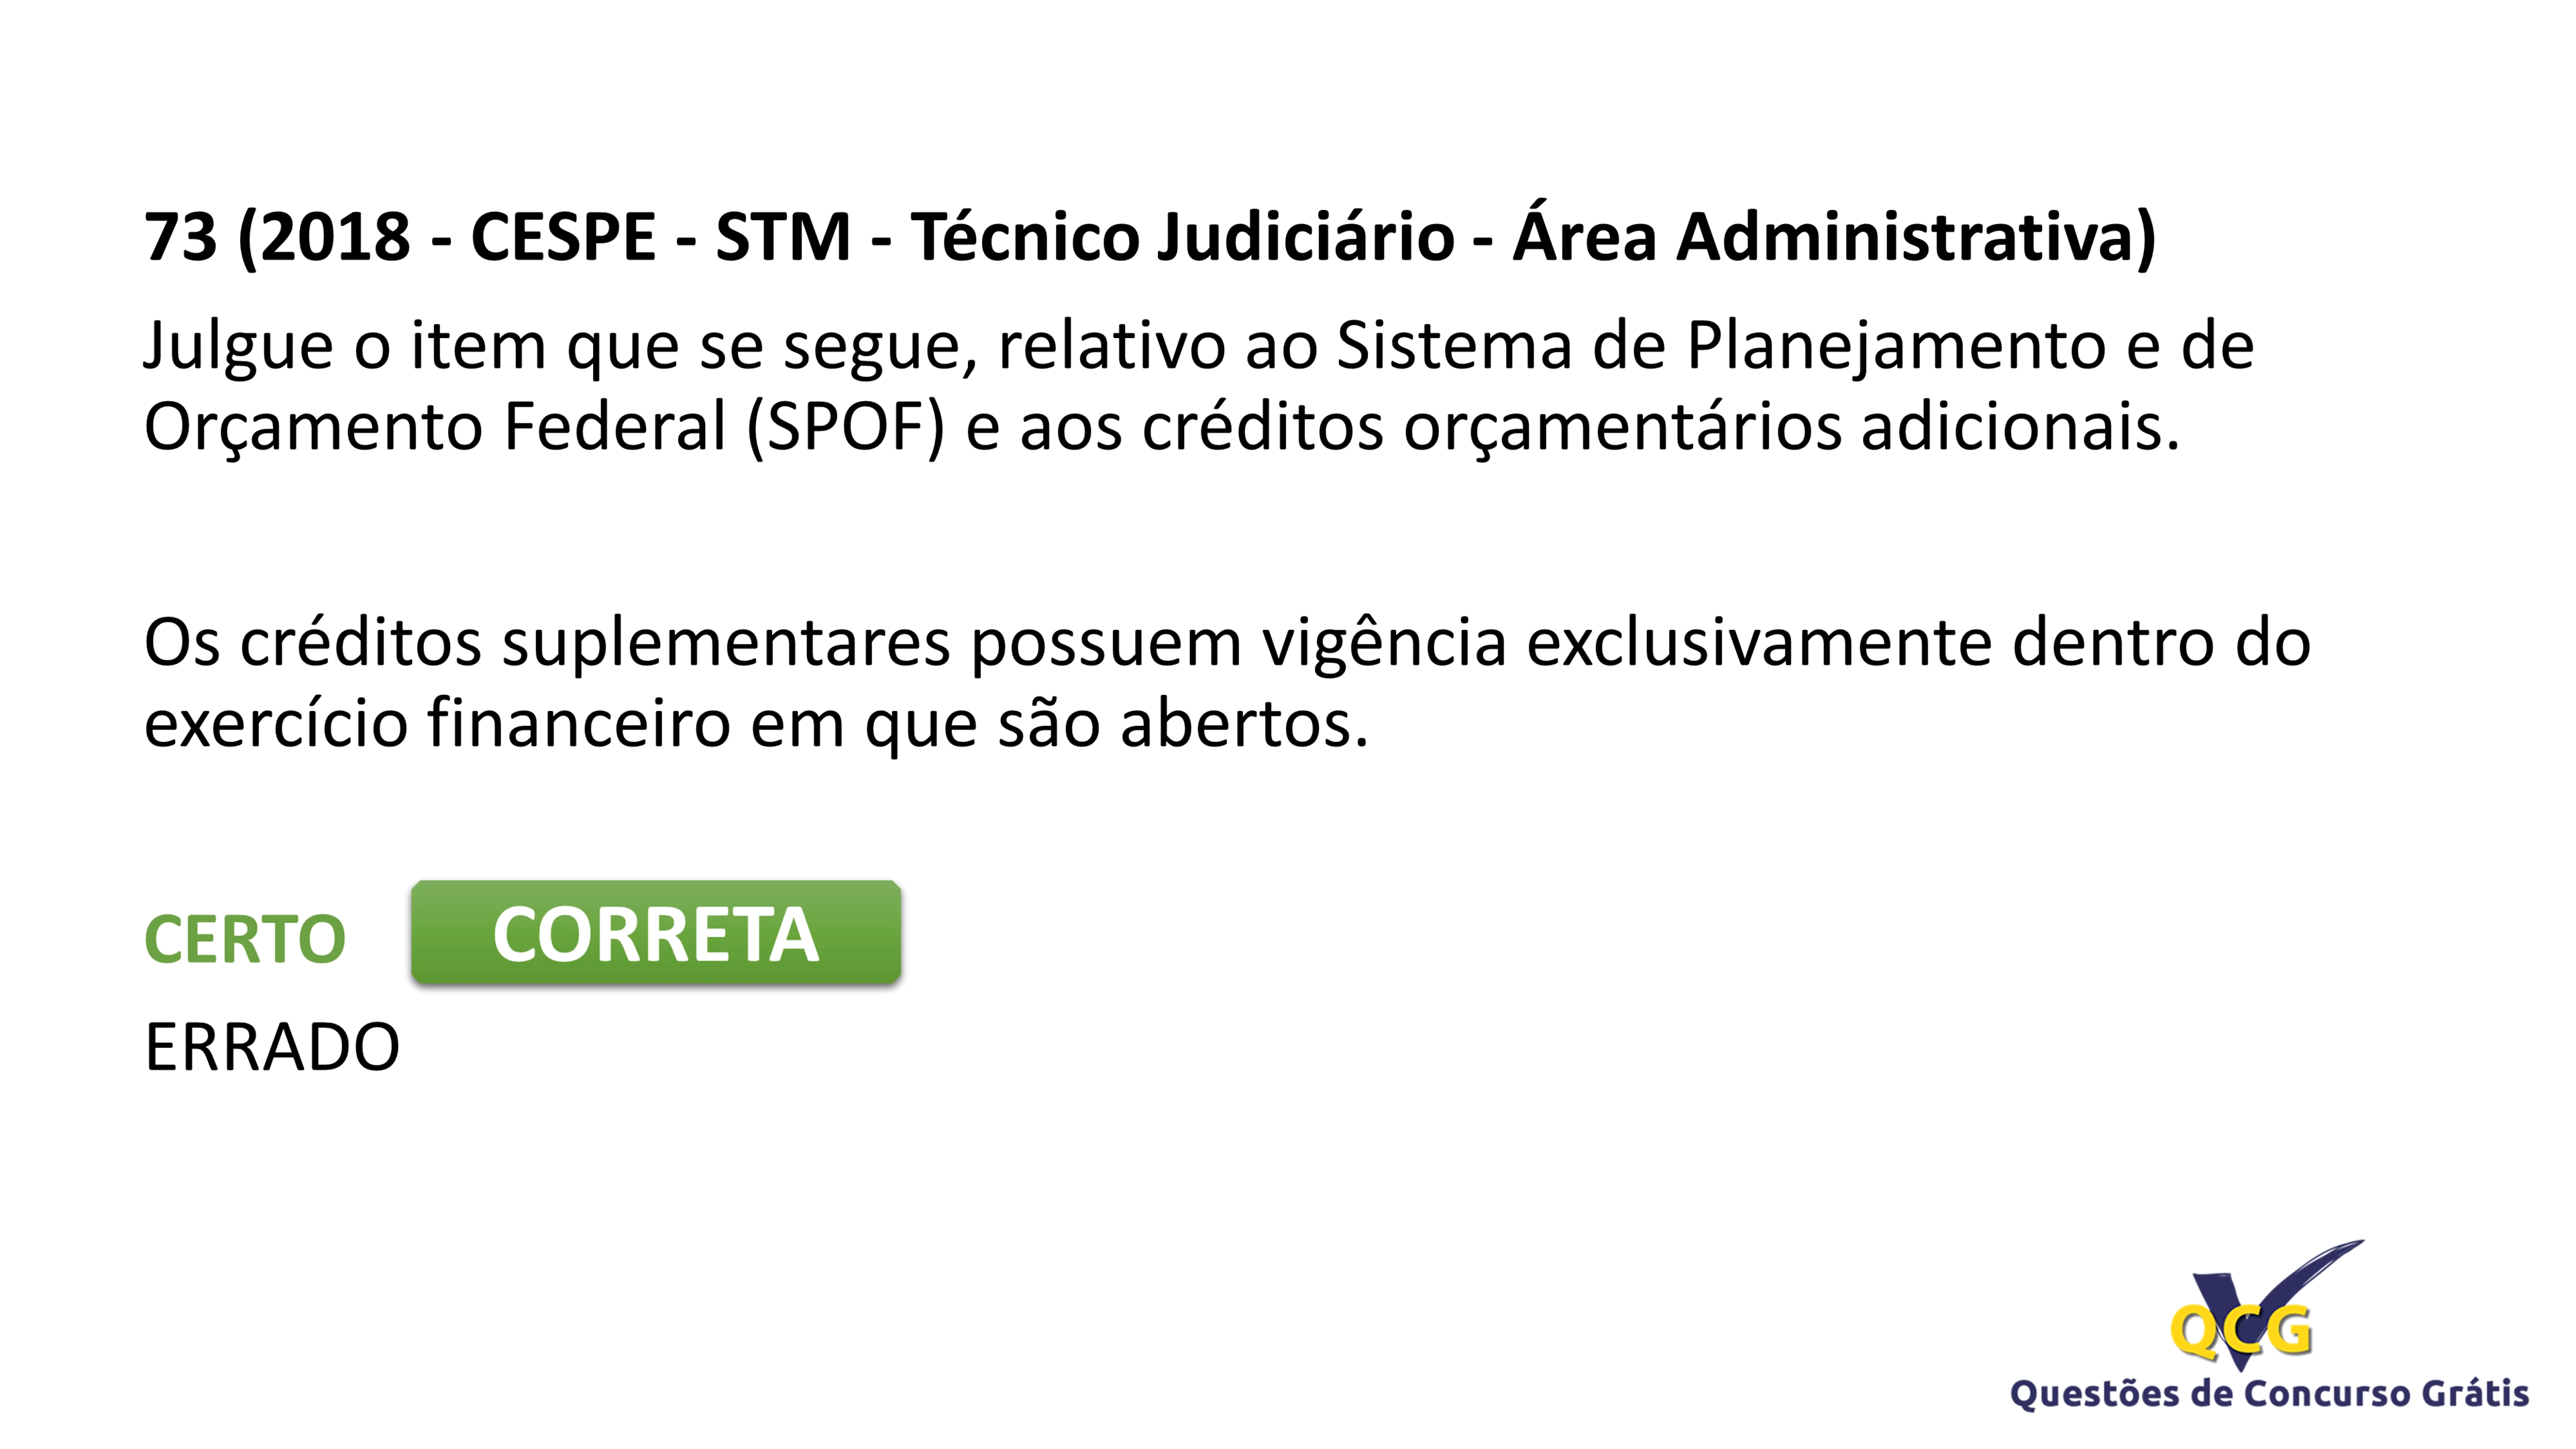 73 (2018 - CESPE - STM - Técnico Judiciário - Área Administrativa)
Julgue o item que se segue, relativo ao Sistema de Planejamento e de
Orçamento Federal (SPOF) e aos créditos orçamentários adicionais.
Os créditos suplementares possuem vigência exclusivamente dentro do
exercício financeiro em que são abertos.
CERTO CORRETA
ERRADO
QCG
Questões de Concurso Grátis